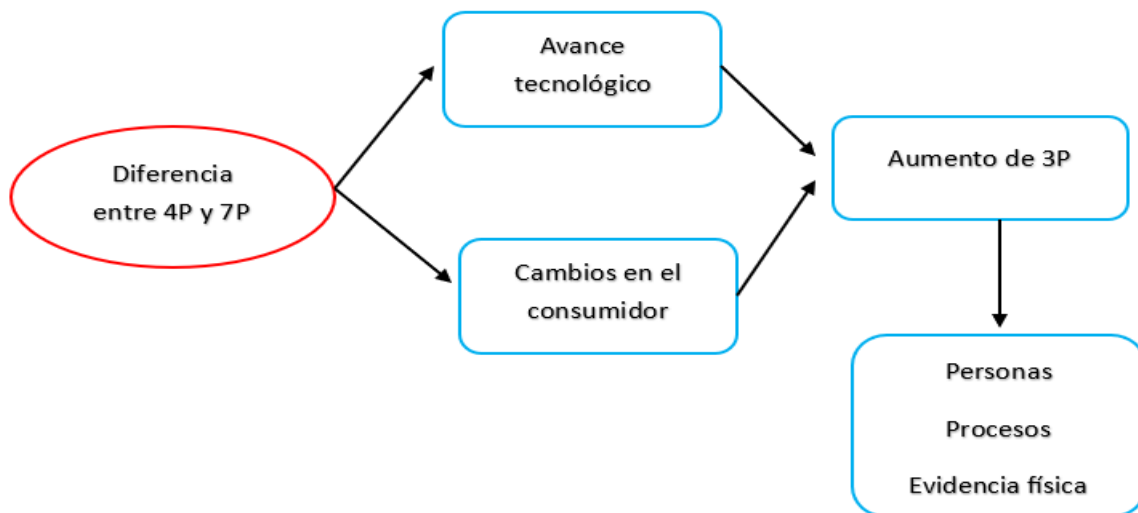 Diferencia
entre 4P y 7P
Avance
tecnológico
Cambios en el
consumidor
Aumento de 3P
Personas
Procesos
Evidencia física